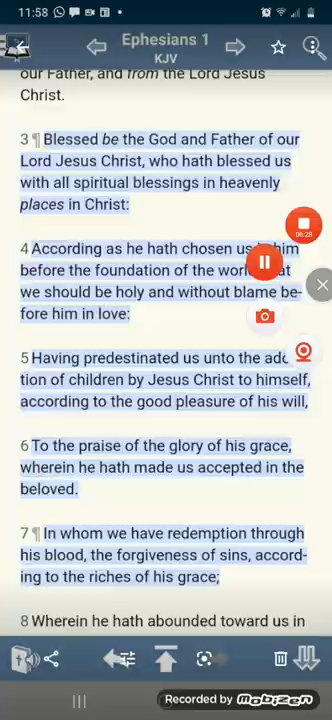 11:58
Ephesians 1
KJV
our Father, and from the Lord Jesus
Christ.
3 ¶ Blessed be the God and Father of our
Lord Jesus Christ, who hath blessed us
with all spiritual blessings in heavenly
places in Christ:
4 According as he hath chosen us in him
before the foundation of the world, that
we should be holy and without blame be-
fore him in love:
5 Having predestinated us unto the adop-
tion of children by Jesus Christ to himself,
according to the good pleasure of his will,
6 To the praise of the glory of his grace,
wherein he hath made us accepted in the
beloved.
7 ¶ In whom we have redemption through
his blood, the forgiveness of sins, accord-
ing to the riches of his grace;
8 Wherein he hath abounded toward us in
06:28
Recorded by mobizen